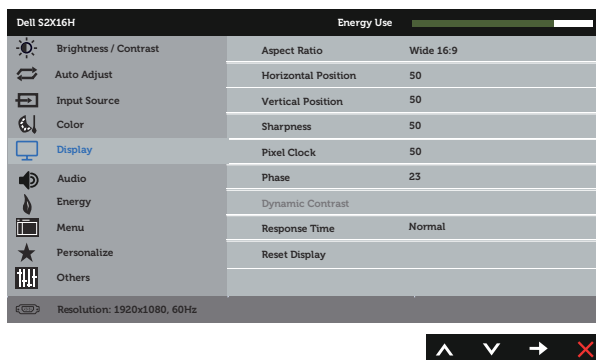 Dell S2X16H Energy Use
Brightness / Contrast Aspect Ratio Wide 16:9
Auto Adjust Horizontal Position 50
Input Source Vertical Position 50
Color Sharpness 50
Display Pixel Clock 50
Audio Phase 23
Energy Dynamic Contrast
Menu Response Time Normal
Personalize Reset Display
Others
Resolution: 1920x1080, 60Hz